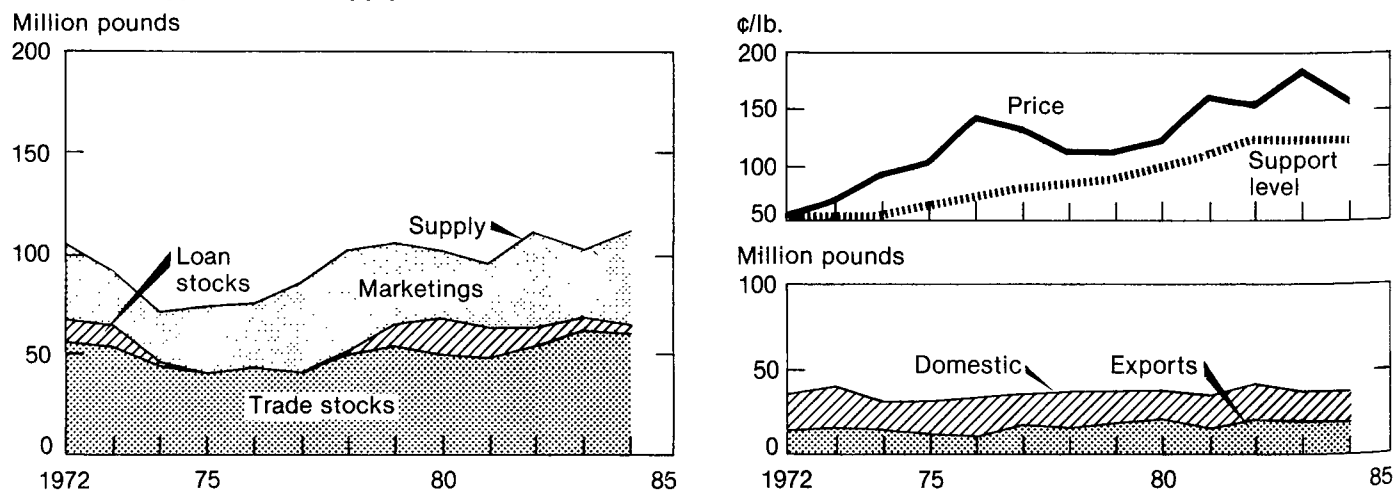 Million pounds
200
150
100
50
0
Supply
Loan
stocks
Marketings
Trade stocks
1972 75 80 85
¢/lb.
200
150
100
50
Price
Support
level
Million pounds
100
50
0
Domestic
Exports
1972 75 80 85